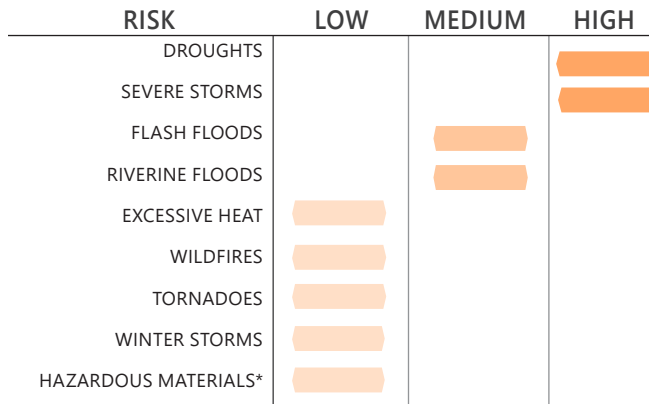 RISK LOW MEDIUM HIGH
DROUGHTS
SEVERE STORMS
FLASH FLOODS
RIVERINE FLOODS
EXCESSIVE HEAT
WILDFIRES
TORNADOES
WINTER STORMS
HAZARDOUS MATERIALS*